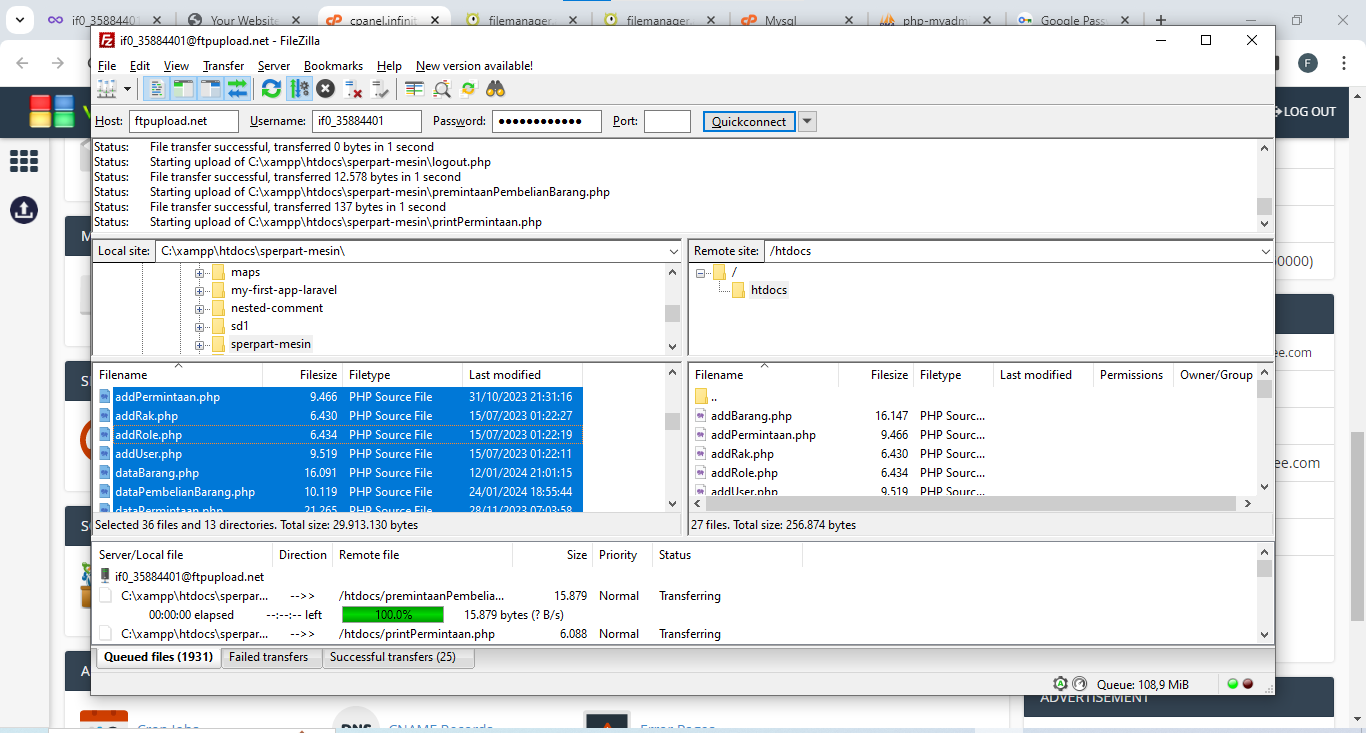 if0_3588440
Your Website
cpanel.infinit
filemanager.
filemanager.
Mysql
php-myadm
Google Pass
if0_35884401@ftpupload.net - FileZilla
File Edit View Transfer Server Bookmarks Help New version available!
F
LOG OUT
Host: ftpupload.net Username: if0_35884401 Password: ●●●●●●●●●●●● Port: Quickconnect
Status: File transfer successful, transferred 0 bytes in 1 second
Status: Starting upload of C:\xampp\htdocs\sperpart-mesin\logout.php
Status: File transfer successful, transferred 12.578 bytes in 1 second
Status: Starting upload of C:\xampp\htdocs\sperpart-mesin\premintaanPembelianBarang.php
Status: File transfer successful, transferred 137 bytes in 1 second
Status: Starting upload of C:\xampp\htdocs\sperpart-mesin\printPermintaan.php
Local site: C:\xampp\htdocs\sperpart-mesin\
maps
my-first-app-laravel
nested-comment
sd1
sperpart-mesin
Remote site: /htdocs
/
htdocs
Filename Filesize Filetype Last modified
addPermintaan.php 9.466 PHP Source File 31/10/2023 21:31:16
addRak.php 6.430 PHP Source File 15/07/2023 01:22:27
addRole.php 6.434 PHP Source File 15/07/2023 01:22:19
addUser.php 9.519 PHP Source File 15/07/2023 01:22:11
dataBarang.php 16.091 PHP Source File 12/01/2024 21:01:15
dataPembelianBarang.php 10.119 PHP Source File 24/01/2024 18:55:44
dataPermintaan.php 21.265 PHP Source File 28/11/2023 07:03:58
Selected 36 files and 13 directories. Total size: 29.913.130 bytes
Filename Filesize Filetype Last modified Permissions Owner/Group
..
addBarang.php 16.147 PHP Sourc...
addPermintaan.php 9.466 PHP Sourc...
addRak.php 6.430 PHP Sourc...
addRole.php 6.434 PHP Sourc...
addUser.php 9.519 PHP Sourc...
27 files. Total size: 256.874 bytes
Server/Local file Direction Remote file Size Priority Status
if0_35884401@ftpupload.net
C:\xampp\htdocs\sperpar... -->> /htdocs/premintaanPembelia... 15.879 Normal Transferring
00:00:00 elapsed --:--:-- left 100.0% 15.879 bytes (? B/s)
C:\xampp\htdocs\sperpar... -->> /htdocs/printPermintaan.php 6.088 Normal Transferring
Queued files (1931) Failed transfers Successful transfers (25)
Queue: 108,9 MiB
0000)
ee.com
ee.com
ADVERTISEMENT
Cron Jobs
DNS
CNAME Records
Error Pages